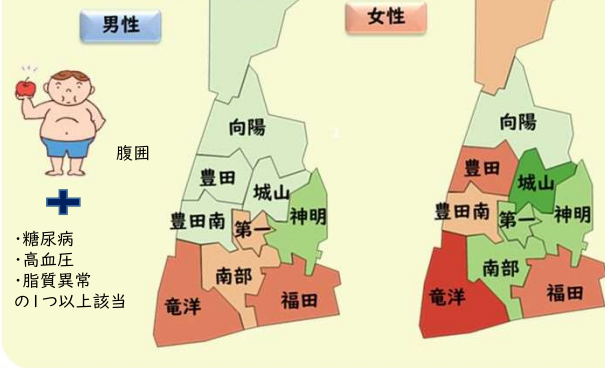 男性
女性
腹囲
・糖尿病
・高血圧
・脂質異常
の1つ以上該当
向陽
豊田
城山
豊田南
第一
神明
南部
竜洋
福田
向陽
豊田
城山
豊田南
第一
神明
南部
竜洋
福田